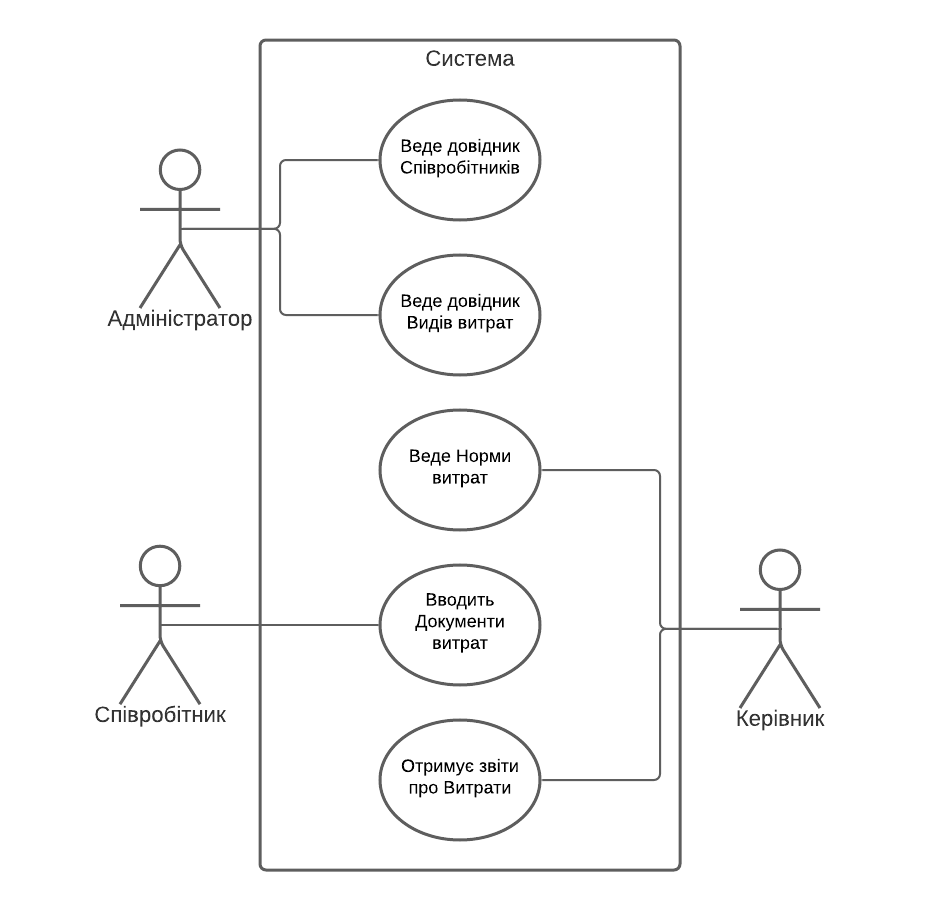 Система
Веде довідник
Співробітників
Адміністратор
Веде довідник
Видів витрат
Веде Норми
витрат
Вводить
Документи
витрат
Співробітник
Керівник
Отримує звіти
про Витрати